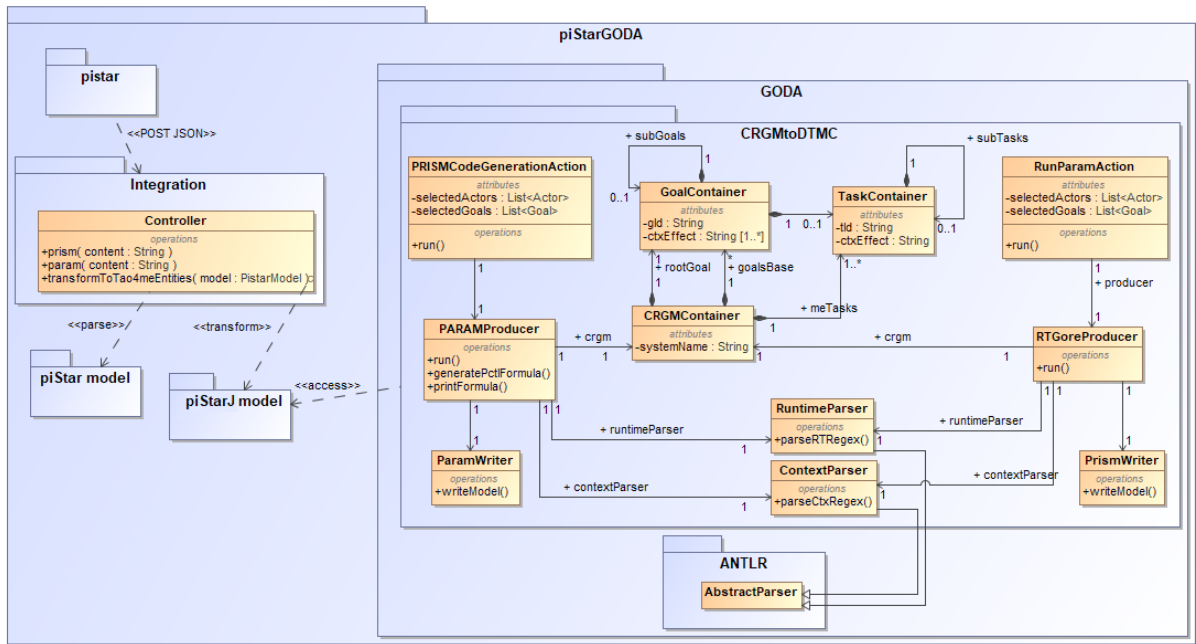 piStarGODA
pistar
<<POST JSON>>
Integration
Controller
operations
+prism( content : String )
+param( content : String )
+transformToTao4meEntities( model : PistarModel )
<<parse>>
<<transform>>
piStar model
piStarJ model
<<access>>
GODA
CRGMtoDTMC
PRISMCodeGenerationAction
attributes
-selectedActors : List<Actor>
-selectedGoals : List<Goal>
operations
+run()
1
1
+ subGoals
1
0..1
GoalContainer
attributes
-gId : String
-ctxEffect : String [1..*]
1
0..1
+ subTasks
1
0..1
TaskContainer
attributes
-tId : String
-ctxEffect : String
1..*
RunParamAction
attributes
-selectedActors : List<Actor>
-selectedGoals : List<Goal>
operations
+run()
1
+ producer
1
1
+ rootGoal
1
*
+ goalsBase
1
+ meTasks
1
CRGMContainer
attributes
-systemName : String
PARAMProducer
operations
+run()
+generatePctlFormula()
+printFormula()
+ crgm
1
1
+ crgm
1
1
RTGoreProducer
operations
+run()
1
1
1
1
1
1
+ runtimeParser
1
RuntimeParser
operations
+parseRTRegex()
+ runtimeParser
1
1
ParamWriter
operations
+writeModel()
+ contextParser
1
ContextParser
operations
+parseCtxRegex()
+ contextParser
1
1
1
PrismWriter
operations
+writeModel()
ANTLR
AbstractParser